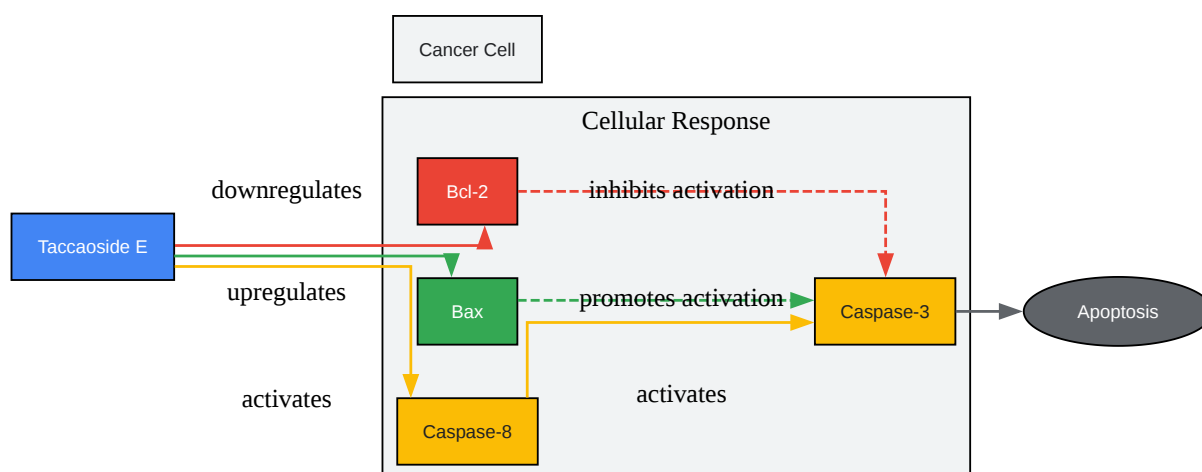 Cancer Cell
Cellular Response
downregulates
Bcl-2
inhibits activation
Taccaoside E
upregulates
Bax
promotes activation
Caspase-3
Apoptosis
activates
Caspase-8
activates